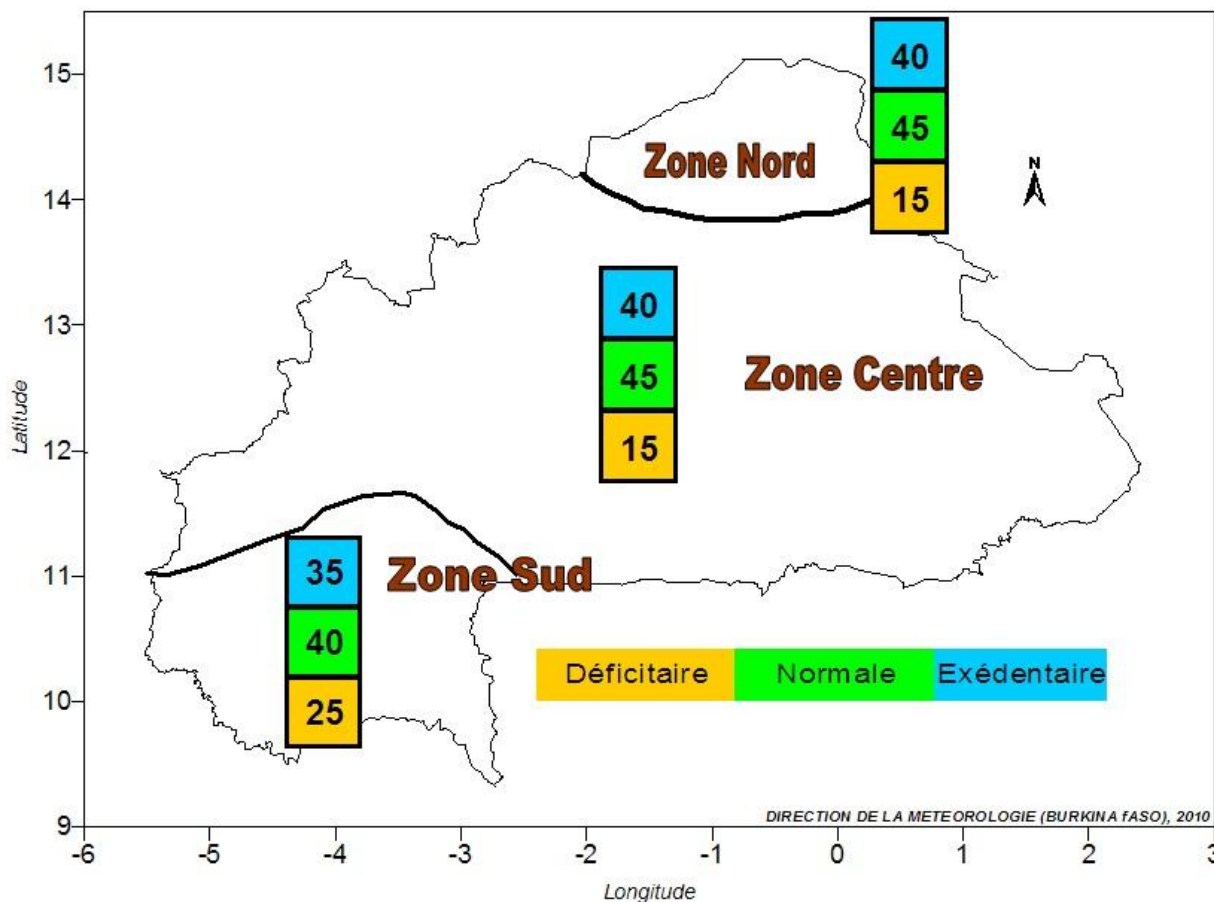 40
15
45
Zone Nord
N
14
15
13
40
45
Zone Centre
12
15
Latitude
11
35
Zone Sud
40
Déficitaire
Normale
Exédentaire
10
25
DIRECTION DE LA METEOROLOGIE (BURKINA fASO), 2010
9
-6
-5
-4
-3
-2
-1
0
1
2
3
Longitude